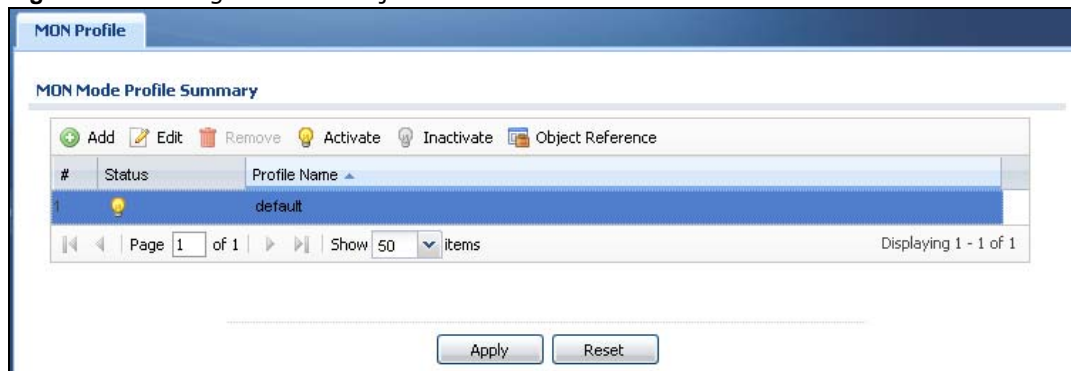 MON Profile
MON Mode Profile Summary
Add Edit Remove Activate Inactivate Object Reference
# Status Profile Name
1 default
Page 1 of 1 Show 50 items Displaying 1 - 1 of 1
Apply Reset